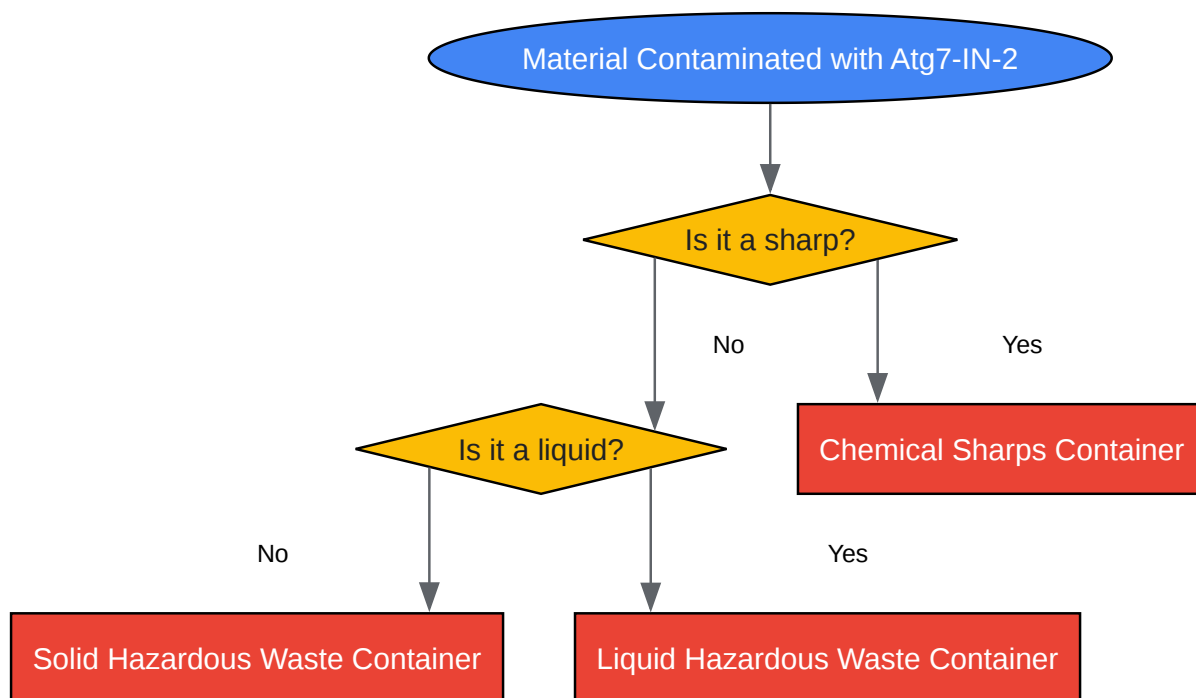 Material Contaminated with Atg7-IN-2
Is it a sharp?
No
Yes
Is it a liquid?
Chemical Sharps Container
No
Yes
Solid Hazardous Waste Container
Liquid Hazardous Waste Container